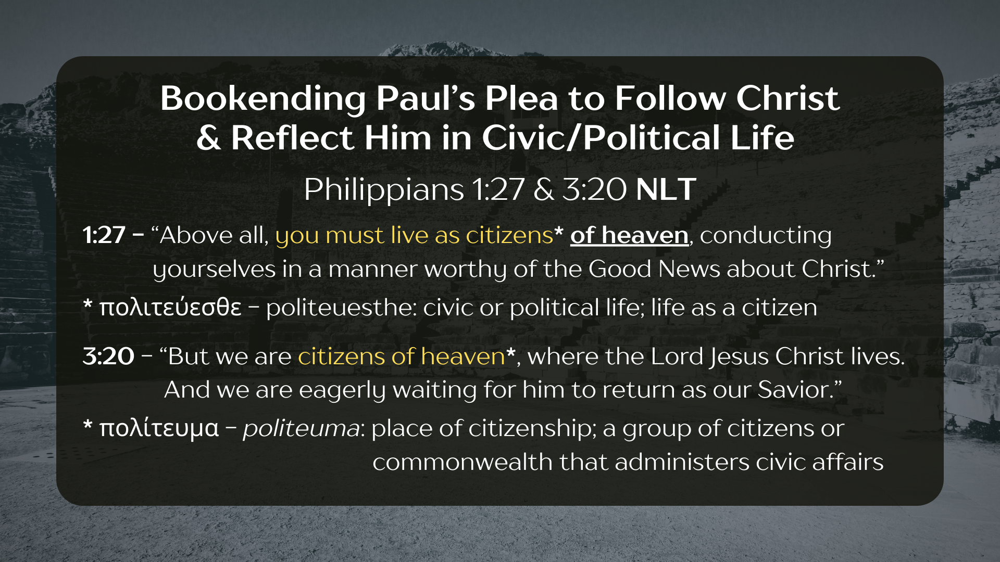 Bookending Paul’s Plea to Follow Christ
& Reflect Him in Civic/Political Life
Philippians 1:27 & 3:20 NLT
1:27 – “Above all, you must live as citizens* of heaven, conducting
yourselves in a manner worthy of the Good News about Christ.”
* πολιτεύεσθε – politeuesthe: civic or political life; life as a citizen
3:20 – “But we are citizens of heaven*, where the Lord Jesus Christ lives.
And we are eagerly waiting for him to return as our Savior.”
* πολίτευμα – politeuma: place of citizenship; a group of citizens or
commonwealth that administers civic affairs